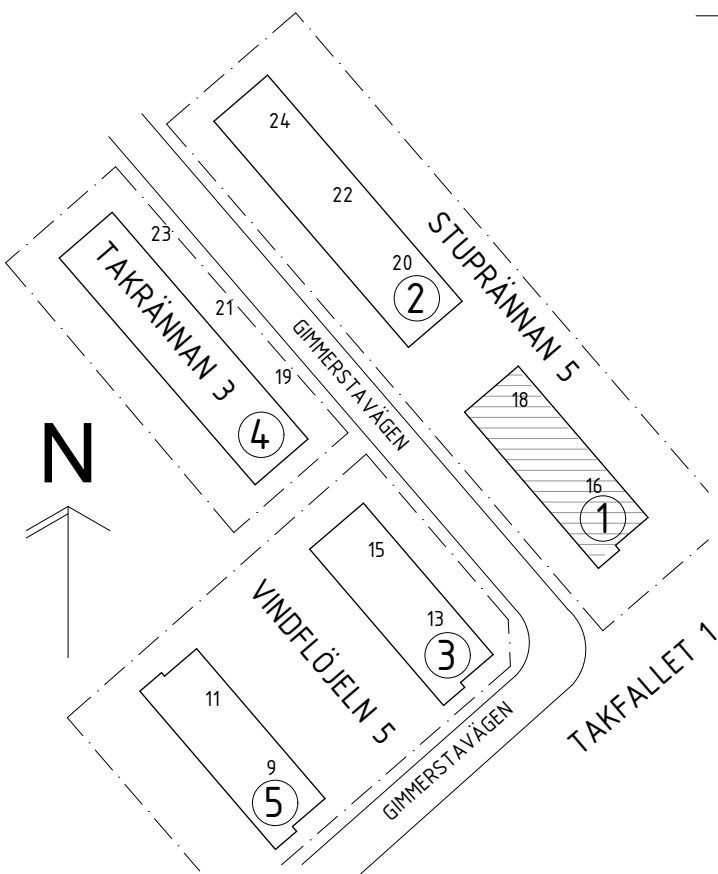 24
22
20
2
STUPRÄNNAN 5
23
21
19
TAKRÄNNAN 3
4
GIMMERSTAVÄGEN
18
16
1
N
15
13
3
VINDFLÖJELN 5
11
9
5
GIMMERSTAVÄGEN
TAKFALLET 1